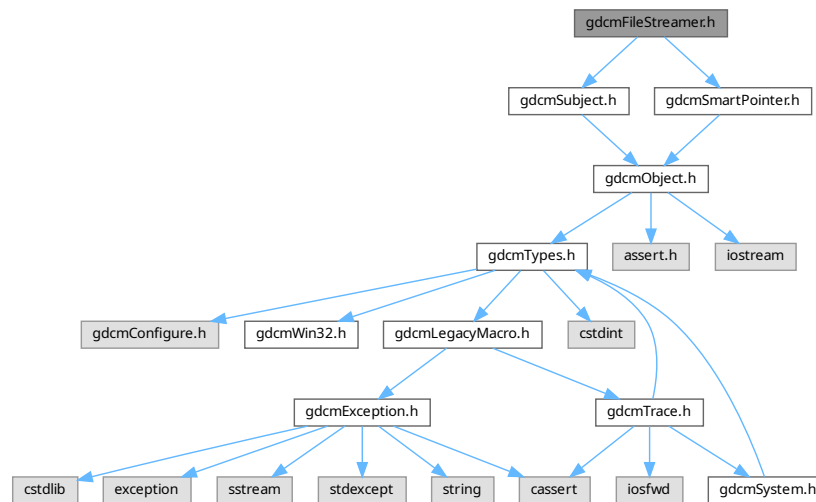 gdcmFileStreamer.h
gdcmSubject.h
gdcmSmartPointer.h
gdcmObject.h
gdcmTypes.h
assert.h
iostream
gdcmConfigure.h
gdcmWin32.h
gdcmLegacyMacro.h
cstdint
gdcmException.h
gdcmTrace.h
cstdlib
exception
sstream
stdexcept
string
cassert
iosfwd
gdcmSystem.h